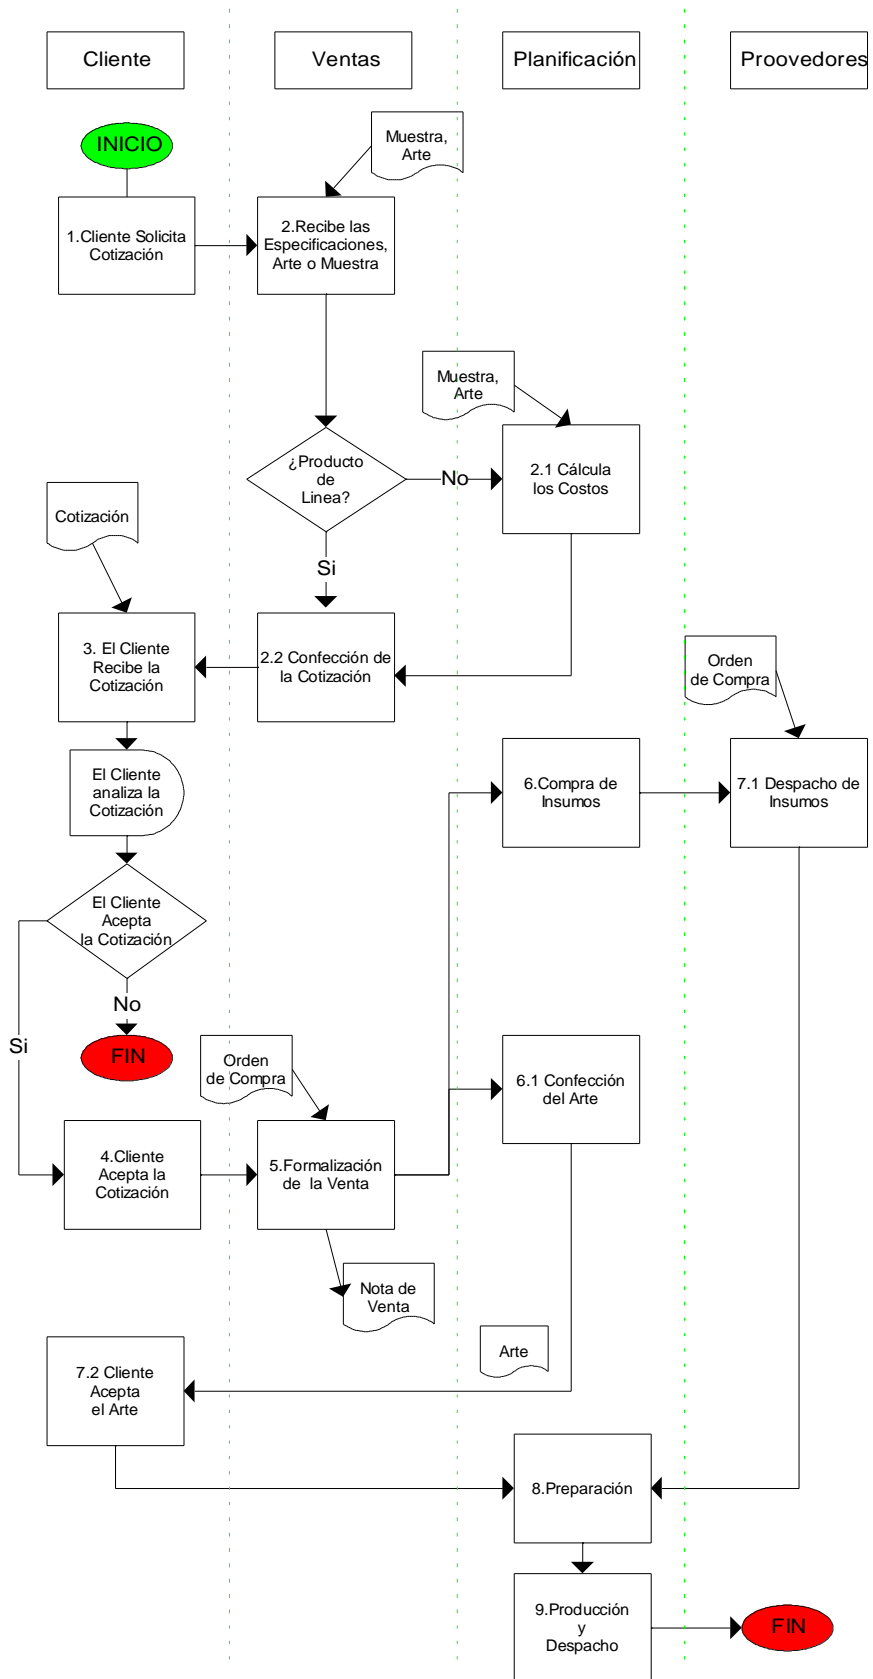 Cliente
Ventas
Planificación
Proovedores
INICIO
Muestra,
Arte
1.Cliente Solicita
Cotización
2.Recibe las
Especificaciones,
Arte o Muestra
Muestra,
Arte
¿Producto
de
Linea?
No
2.1 Cálcula
los Costos
Cotización
Si
3. El Cliente
Recibe la
Cotización
2.2 Confección de
la Cotización
Orden
de Compra
El Cliente
analiza la
Cotización
6.Compra de
Insumos
7.1 Despacho de
Insumos
El Cliente
Acepta
la Cotización
No
Si
FIN
Orden
de Compra
6.1 Confección
del Arte
4.Cliente
Acepta la
Cotización
5.Formalización
de la Venta
Nota de
Venta
Arte
7.2 Cliente
Acepta
el Arte
8.Preparación
9.Producción
y
Despacho
FIN